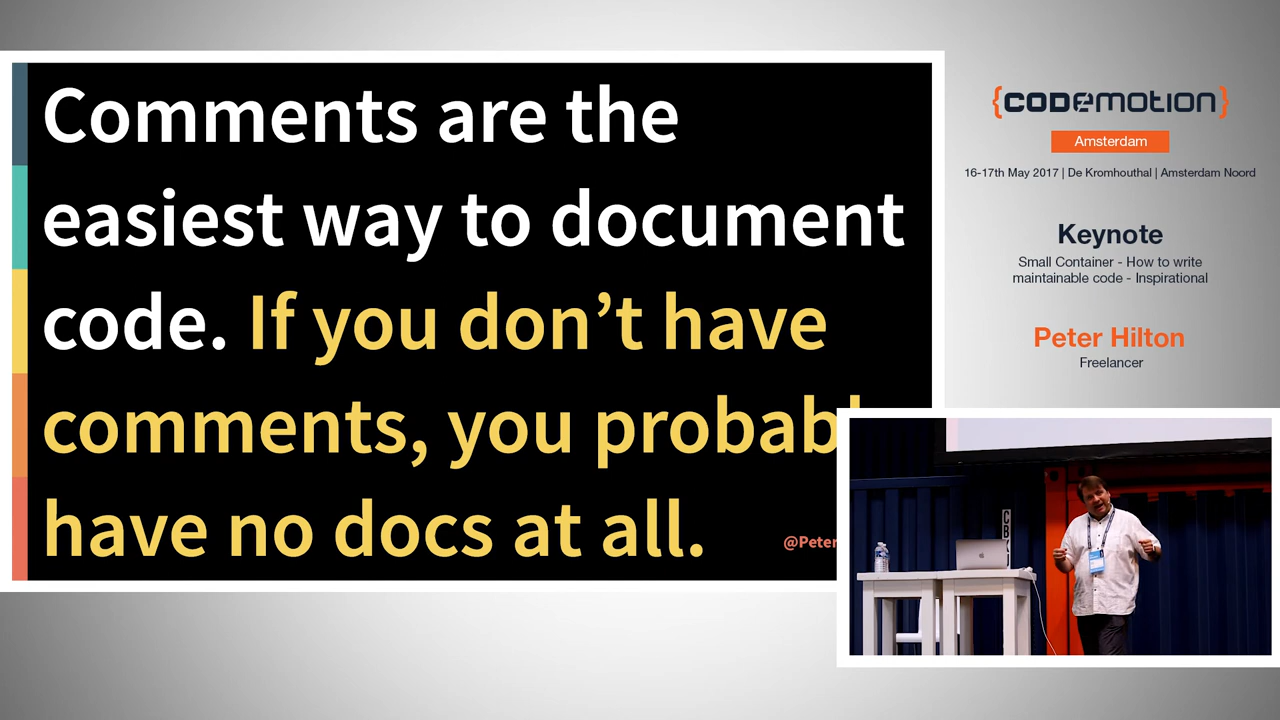 Comments are the
easiest way to document
code. If you don’t have
comments, you
have no docs at all.
@Peter
{CODEMOTION}
Amsterdam
16-17th May 2017 | De Kromhouthal | Amsterdam Noord
Keynote
Small Container - How to write
maintainable code - Inspirational
Peter Hilton
Freelancer